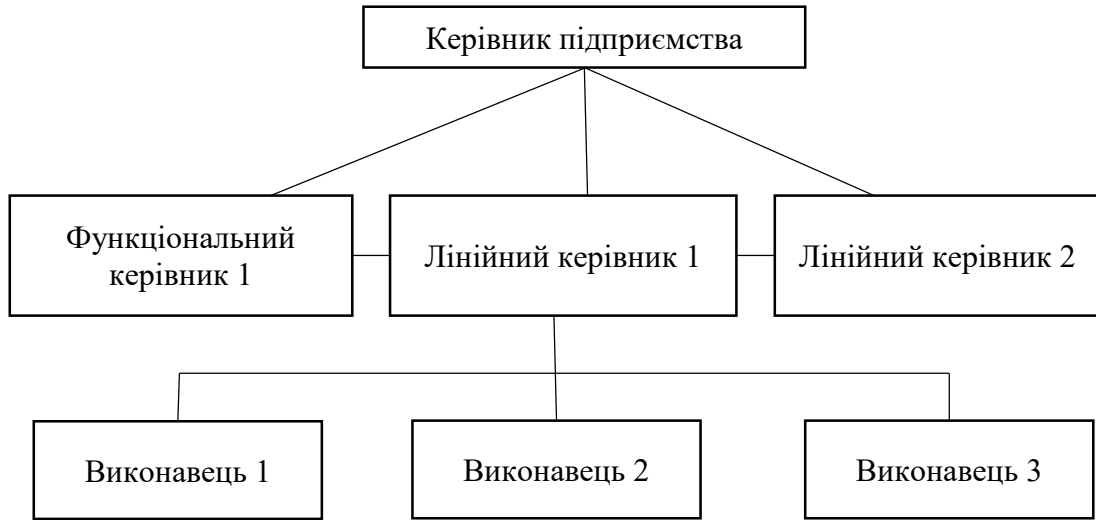 Керівник підприємства
Функціональний
керівник 1
Лінійний керівник 1
Лінійний керівник 2
Виконавець 1
Виконавець 2
Виконавець 3